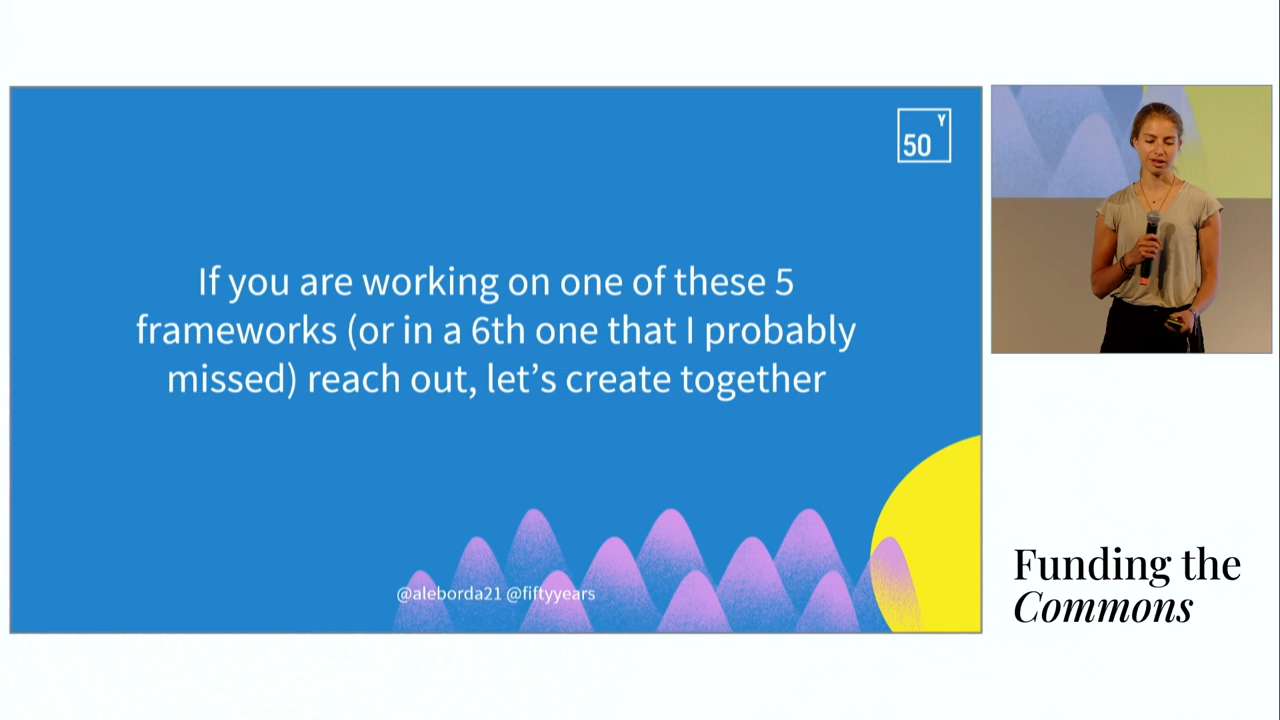 50 Y
If you are working on one of these 5
frameworks (or in a 6th one that I probably
missed) reach out, let’s create together
@aleborda21 @fiftyyears
Funding the
Commons